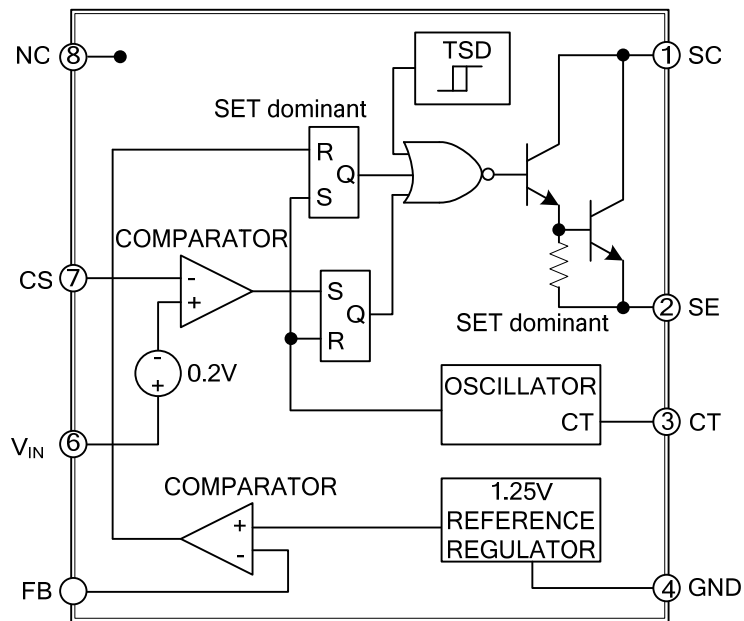 NC 8
TSD
1 SC
SET dominant
R
Q
S
COMPARATOR
CS 7
-
+
S
Q
R
2 SE
SET dominant
-
+
0.2V
OSCILLATOR
CT
3 CT
VIN 6
COMPARATOR
1.25V
REFERENCE
REGULATOR
+
-
FB
4 GND